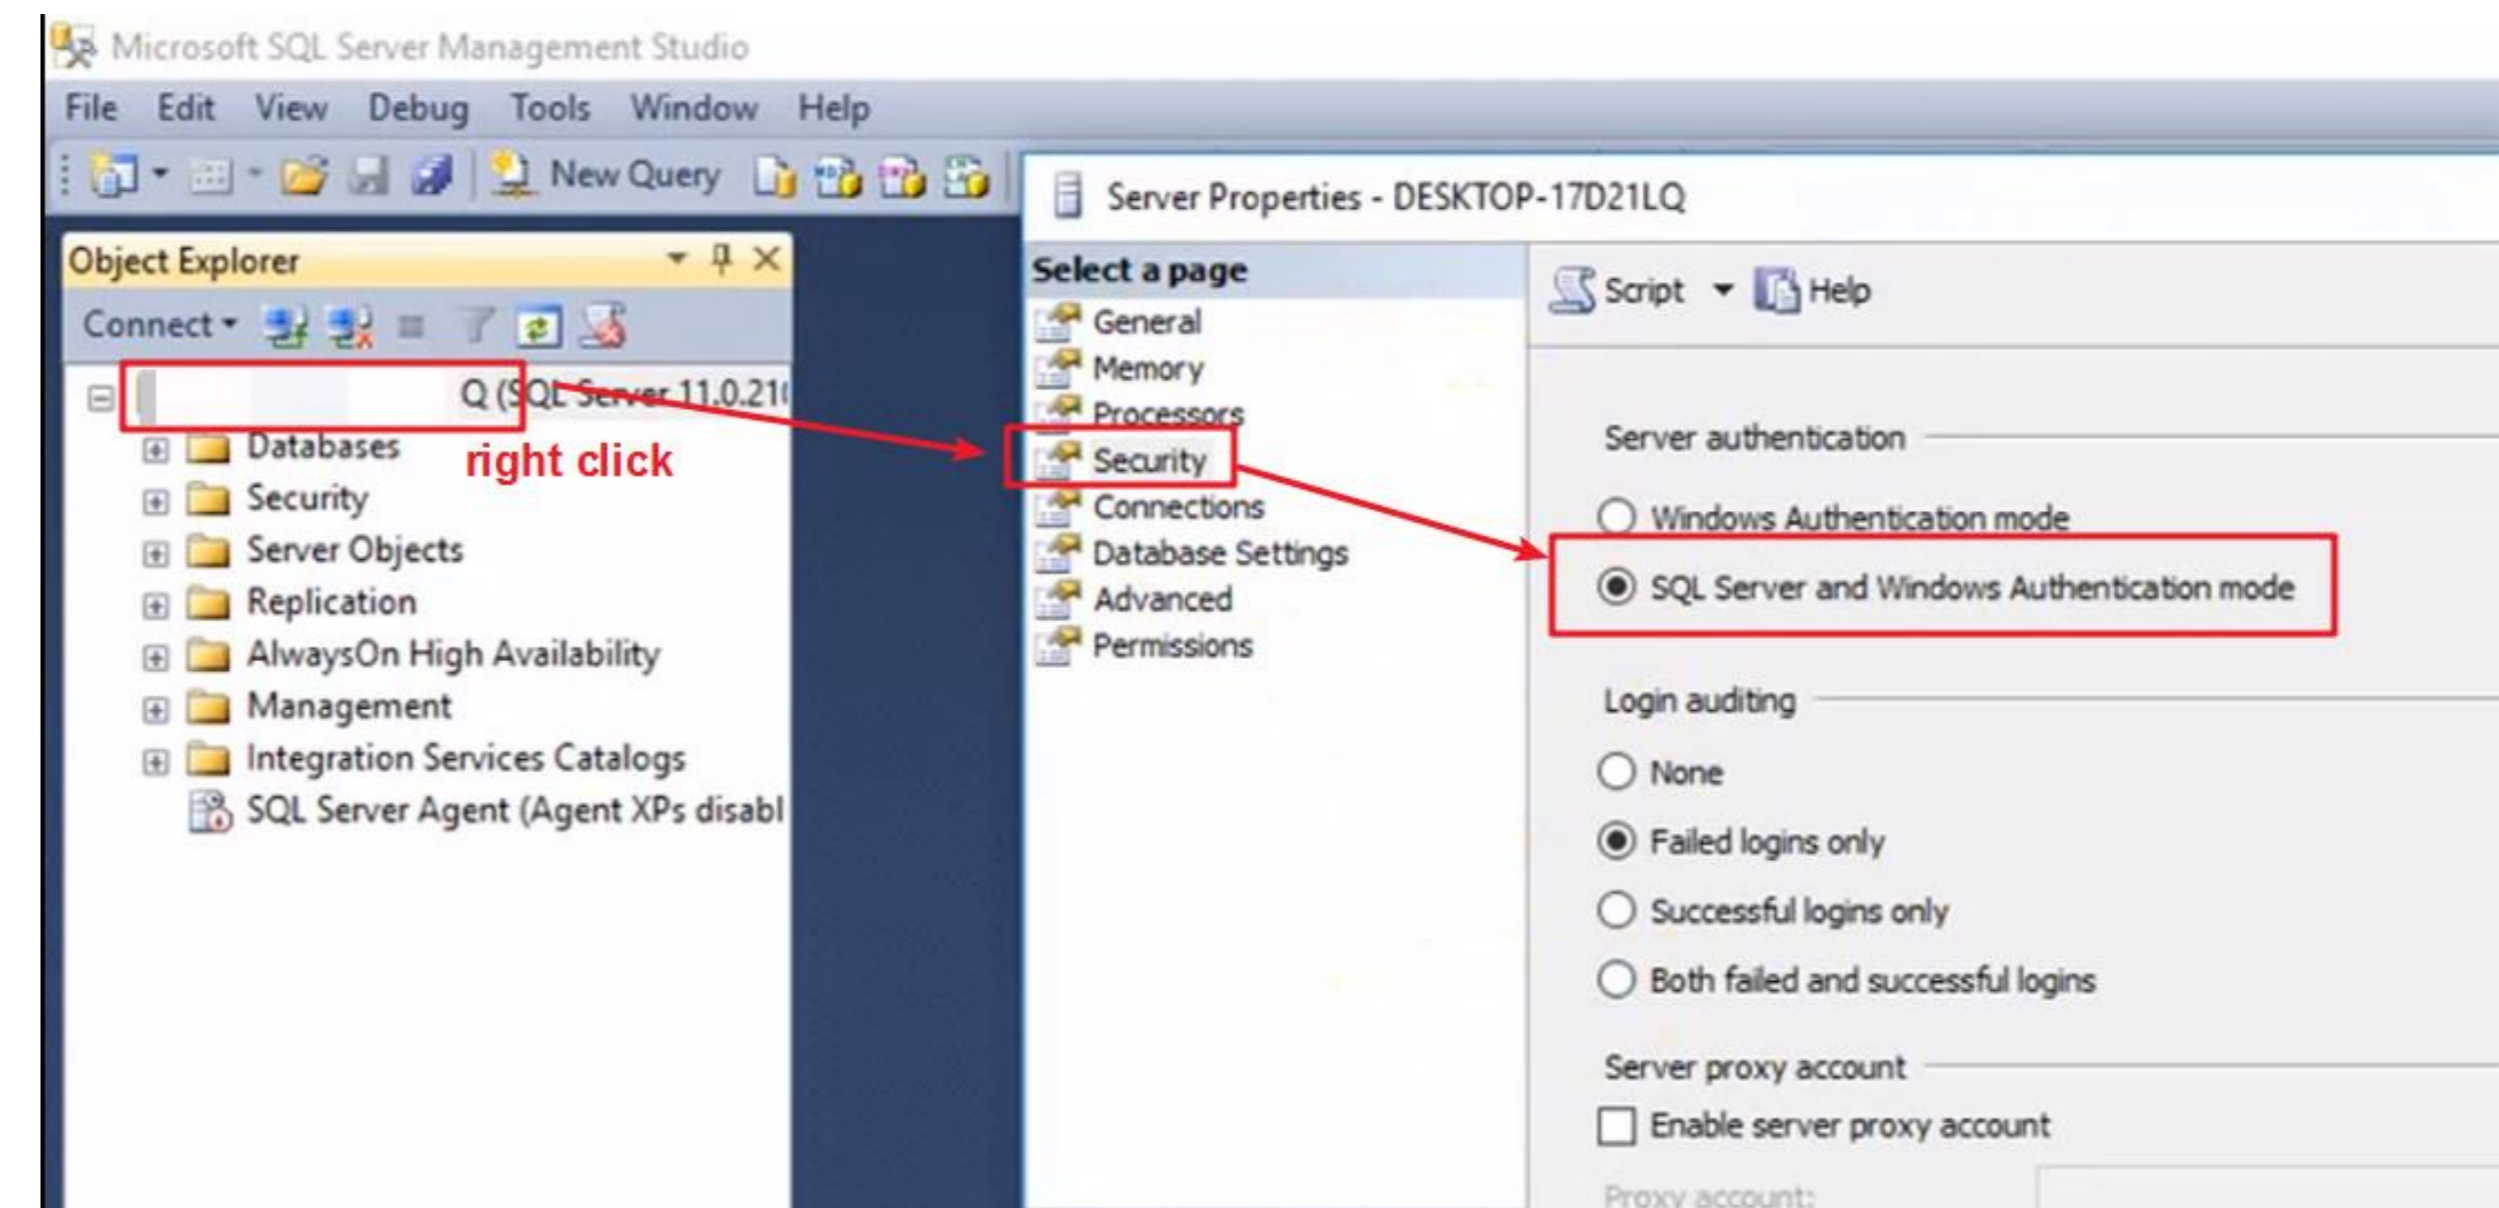 Microsoft SQL Server Management Studio
File Edit View Debug Tools Window Help
New Query
Object Explorer
Connect
Q (SQL Server 11.0.21
Databases
right click
Security
Server Objects
Replication
AlwaysOn High Availability
Management
Integration Services Catalogs
SQL Server Agent (Agent XPs disabl
Server Properties - DESKTOP-17D21LQ
Select a page
General
Memory
Processors
Security
Connections
Database Settings
Advanced
Permissions
Script Help
Server authentication
Windows Authentication mode
SQL Server and Windows Authentication mode
Login auditing
None
Failed logins only
Successful logins only
Both failed and successful logins
Server proxy account
Enable server proxy account
Proxy account: